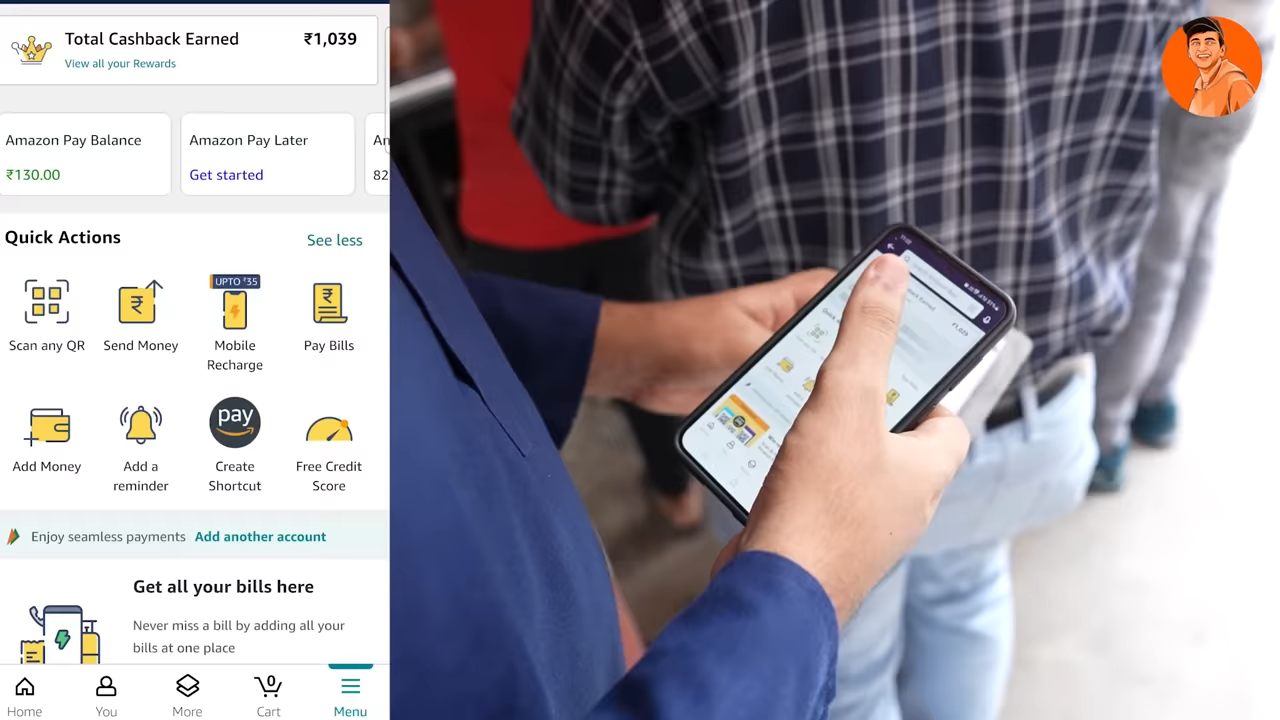 Total Cashback Earned ₹1,039
View all your Rewards
Amazon Pay Balance
₹130.00
Amazon Pay Later
Get started
82
Quick Actions
See less
UPTO ₹35
Scan any QR
Send Money
Mobile
Recharge
Pay Bills
pay
Add Money
Add a
reminder
Create
Shortcut
Free Credit
Score
Enjoy seamless payments Add another account
Get all your bills here
Never miss a bill by adding all your
bills at one place
0
Home
You
More
Cart
Menu